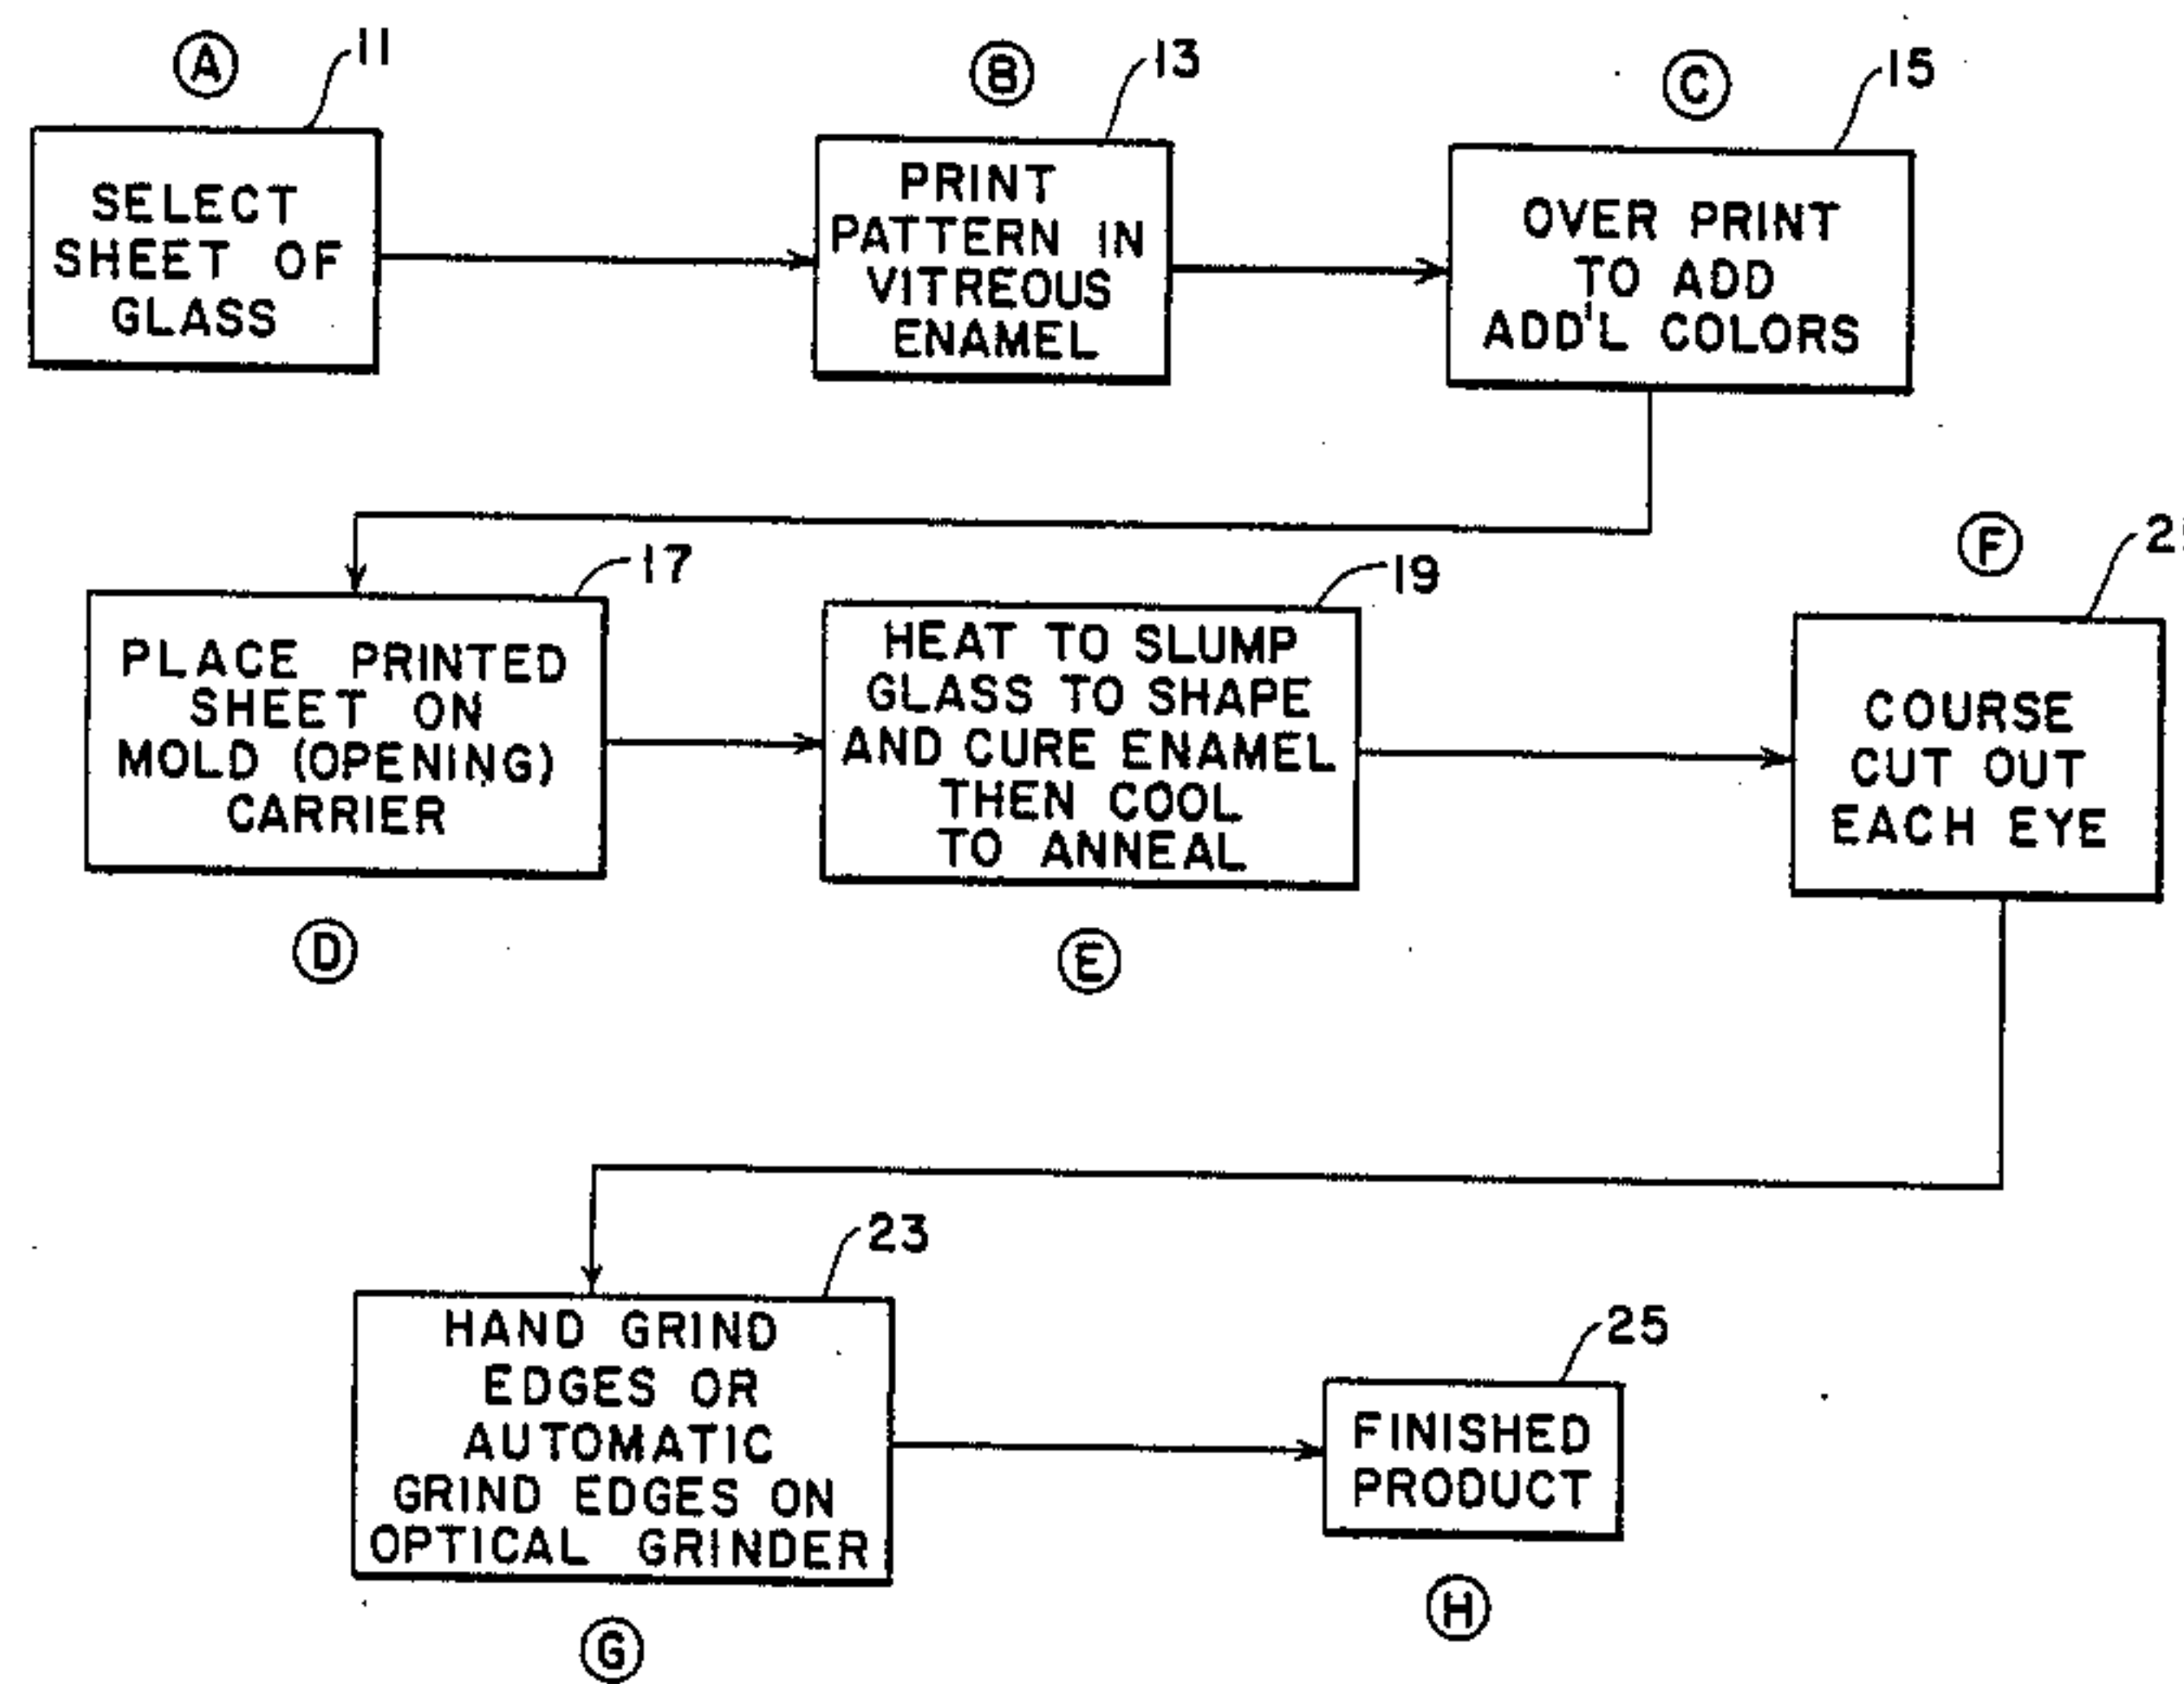 A
11
SELECT
SHEET OF
GLASS
B
13
PRINT
PATTERN IN
VITREOUS
ENAMEL
C
15
OVER PRINT
TO ADD
ADD'L COLORS
17
PLACE PRINTED
SHEET ON
MOLD (OPENING)
CARRIER
D
19
HEAT TO SLUMP
GLASS TO SHAPE
AND CURE ENAMEL
THEN COOL
TO ANNEAL
E
F
COURSE
CUT OUT
EACH EYE
23
HAND GRIND
EDGES OR
AUTOMATIC
GRIND EDGES ON
OPTICAL GRINDER
G
25
FINISHED
PRODUCT
H